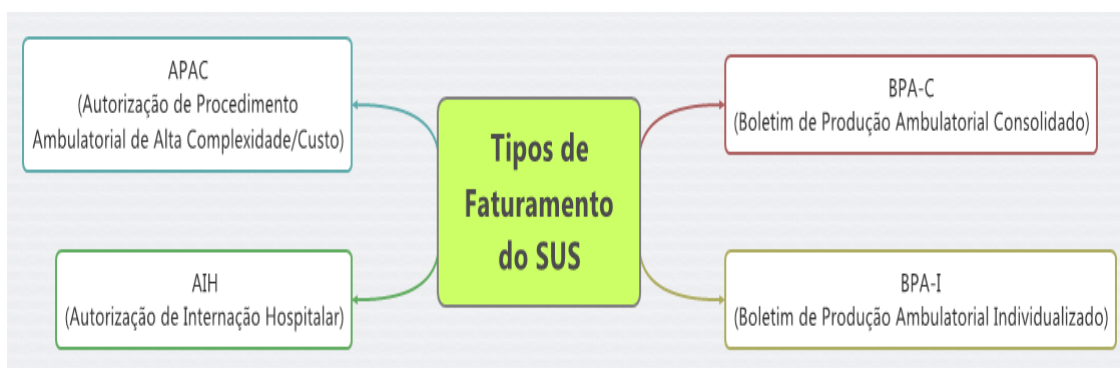 APAC
(Autorização de Procedimento
Ambulatorial de Alta Complexidade/Custo)
AIH
(Autorização de Internação Hospitalar)
Tipos de
Faturamento
do SUS
BPA-C
(Boletim de Produção Ambulatorial Consolidado)
BPA-I
(Boletim de Produção Ambulatorial Individualizado)